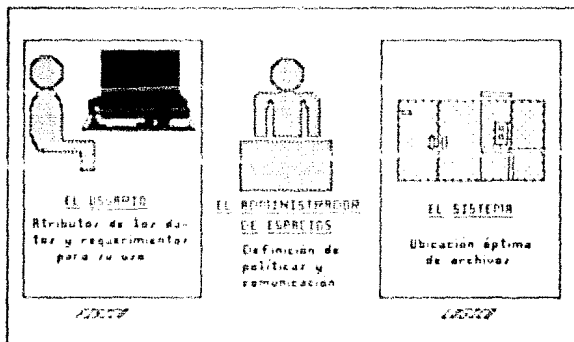 EL USUARIO
Atributos de los da-
tos y requerimientos
para su uso
EL ADMINISTRADOR
DE ESPACIOS
Definición de
políticas y
comunicación
EL SISTEMA
Ubicación óptima
de archivos